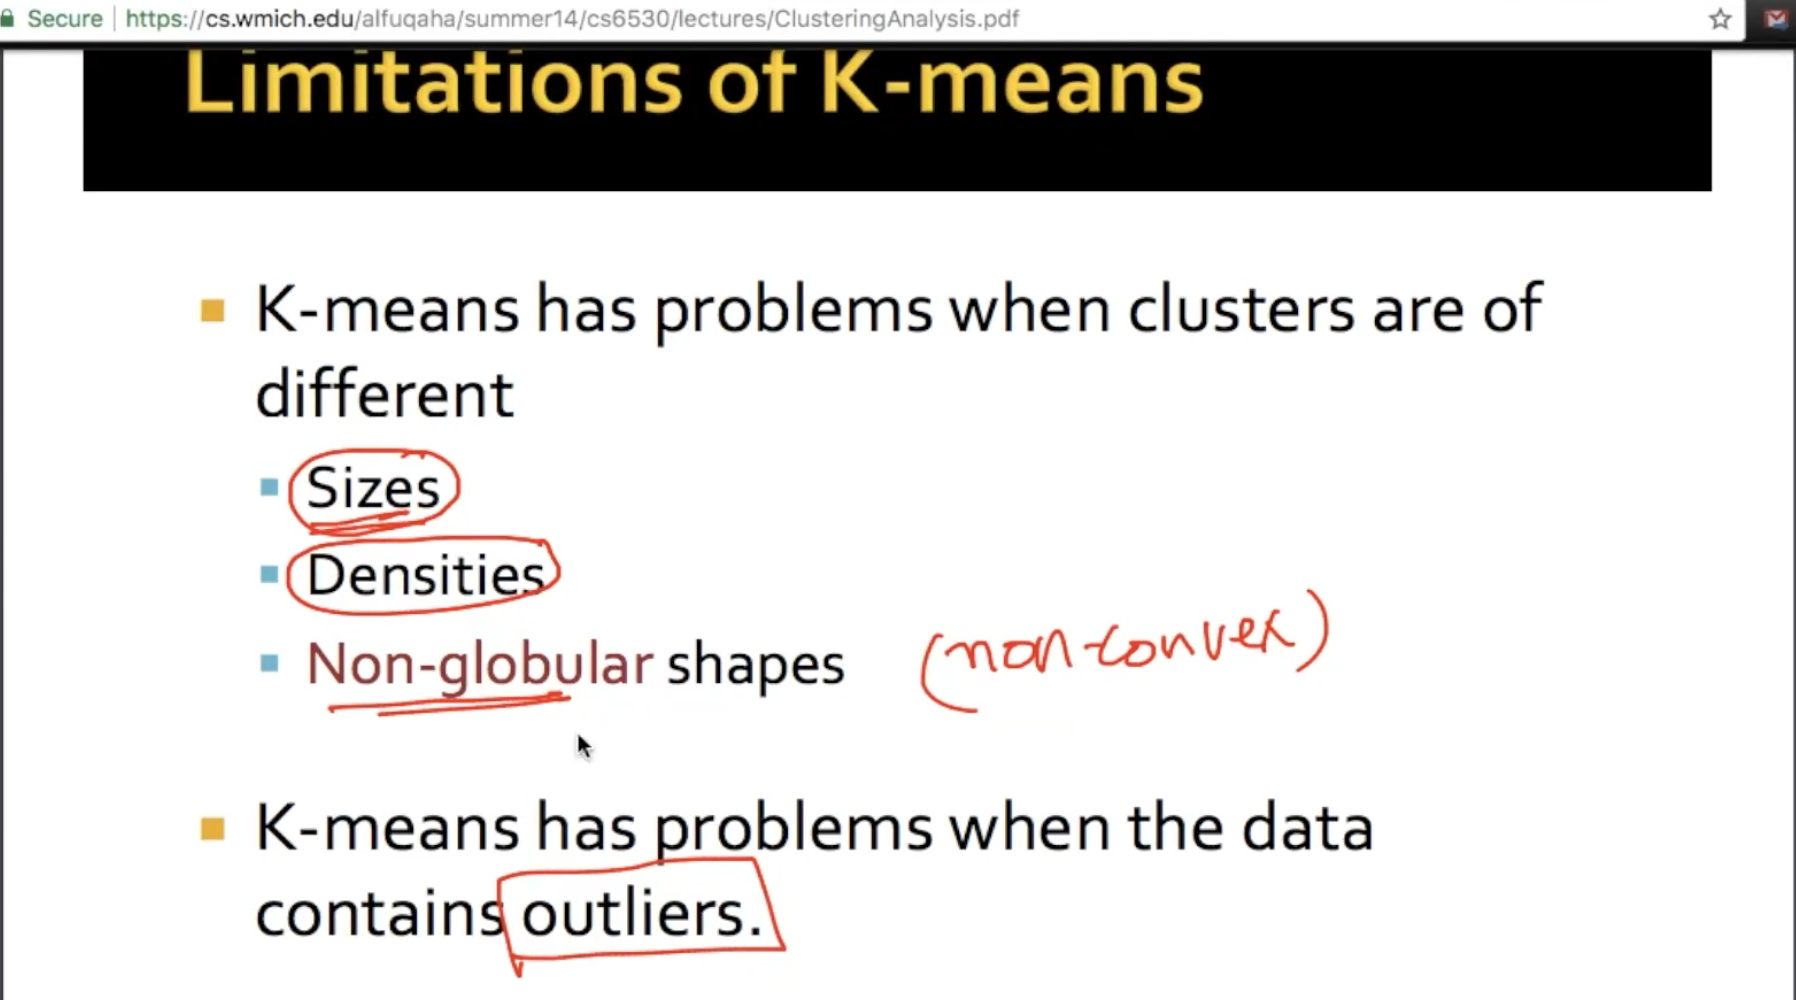 Secure | https://cs.wmich.edu/alfuqaha/summer14/cs6530/lectures/ClusteringAnalysis.pdf
Limitations of K-means
K-means has problems when clusters are of
different
Sizes
Densities
Non-globular shapes (non-convex)
K-means has problems when the data
contains outliers.